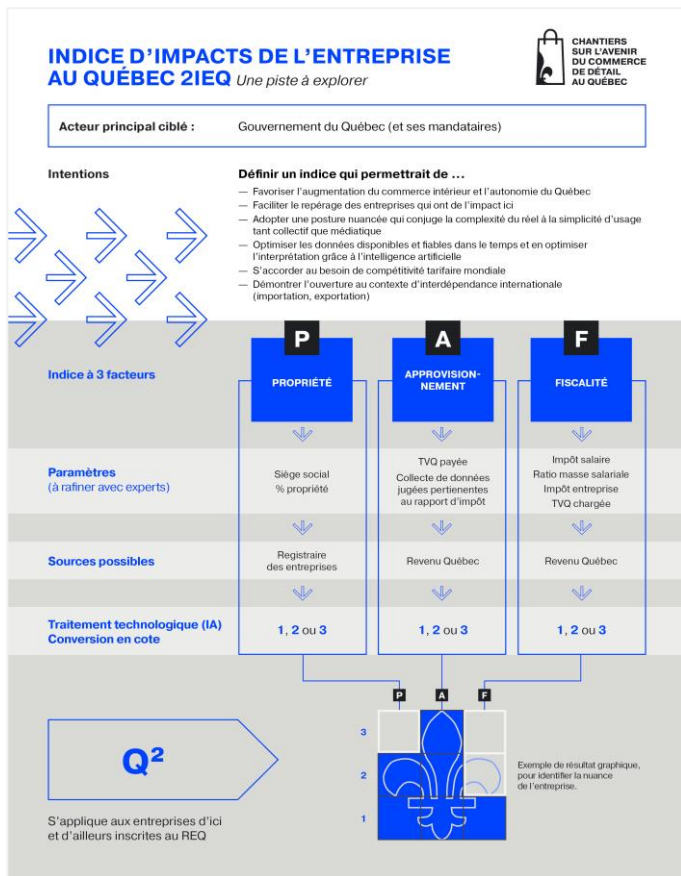 INDICE D'IMPACTS DE L'ENTREPRISE
AU QUÉBEC 2IEQ Une piste à explorer
CHANTIERS
SUR L'AVENIR
DU COMMERCE
DE DÉTAIL
AU QUÉBEC
Acteur principal ciblé :
Gouvernement du Québec (et ses mandataires)
Intentions
Définir un indice qui permettrait de ...
— Favoriser l'augmentation du commerce intérieur et l'autonomie du Québec
— Faciliter le repérage des entreprises qui ont de l'impact ici
— Adopter une posture nuancée qui conjugue la complexité du réel à la simplicité d'usage
tant collectif que médiatique
— Optimiser les données disponibles et fiables dans le temps et en optimiser
l'interprétation grâce à l'intelligence artificielle
— S'accorder au besoin de compétitivité tarifaire mondiale
— Démontrer l'ouverture au contexte d'interdépendance internationale
(importation, exportation)
Indice à 3 facteurs
P
PROPRIÉTÉ
A
APPROVISION-
NEMENT
F
FISCALITÉ
Paramètres
(à rafiner avec experts)
Siège social
% propriété
TVQ payée
Collecte de données
jugées pertienentes
au rapport d'impôt
Impôt salaire
Ratio masse salariale
Impôt entreprise
TVQ chargée
Sources possibles
Registraire
des entreprises
Revenu Québec
Revenu Québec
Traitement technologique (IA)
Conversion en cote
1, 2 ou 3
1, 2 ou 3
1, 2 ou 3
P
A
F
3
2
1
Q²
Exemple de résultat graphique,
pour identifier la nuance
de l'entreprise.
S'applique aux entreprises d'ici
et d'ailleurs inscrites au REQ